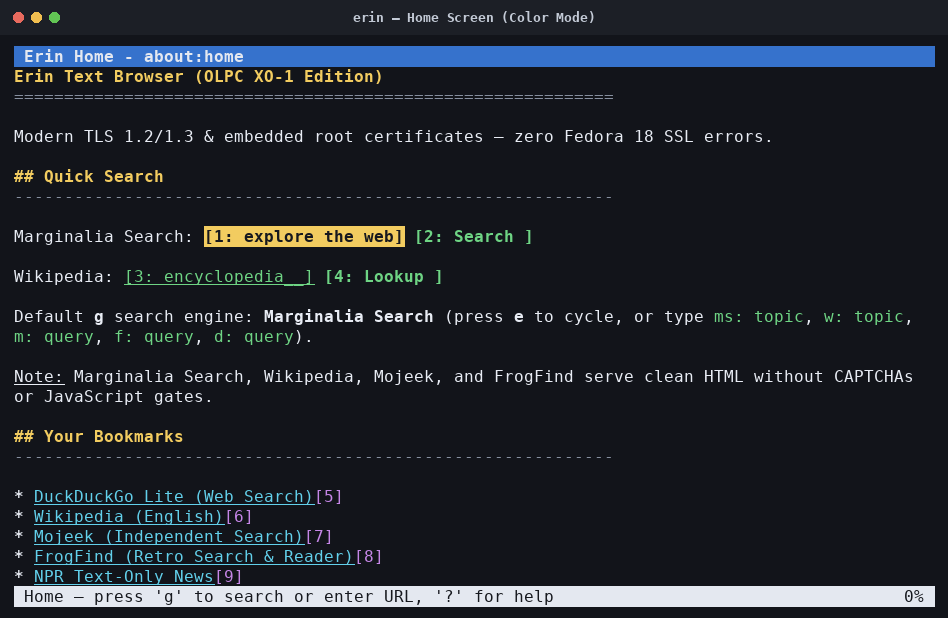 erin — Home Screen (Color Mode)
Erin Home - about:home
Erin Text Browser (OLPC XO-1 Edition)
============================================================
Modern TLS 1.2/1.3 & embedded root certificates — zero Fedora 18 SSL errors.
## Quick Search
------------------------------------------------------------
Marginalia Search: [1: explore the web] [2: Search ]
Wikipedia: [3: encyclopedia__] [4: Lookup ]
Default g search engine: Marginalia Search (press e to cycle, or type ms: topic, w: topic,
m: query, f: query, d: query).
Note: Marginalia Search, Wikipedia, Mojeek, and FrogFind serve clean HTML without CAPTCHAs
or JavaScript gates.
## Your Bookmarks
------------------------------------------------------------
* DuckDuckGo Lite (Web Search)[5]
* Wikipedia (English)[6]
* Mojeek (Independent Search)[7]
* FrogFind (Retro Search & Reader)[8]
* NPR Text-Only News[9]
Home — press 'g' to search or enter URL, '?' for help 0%